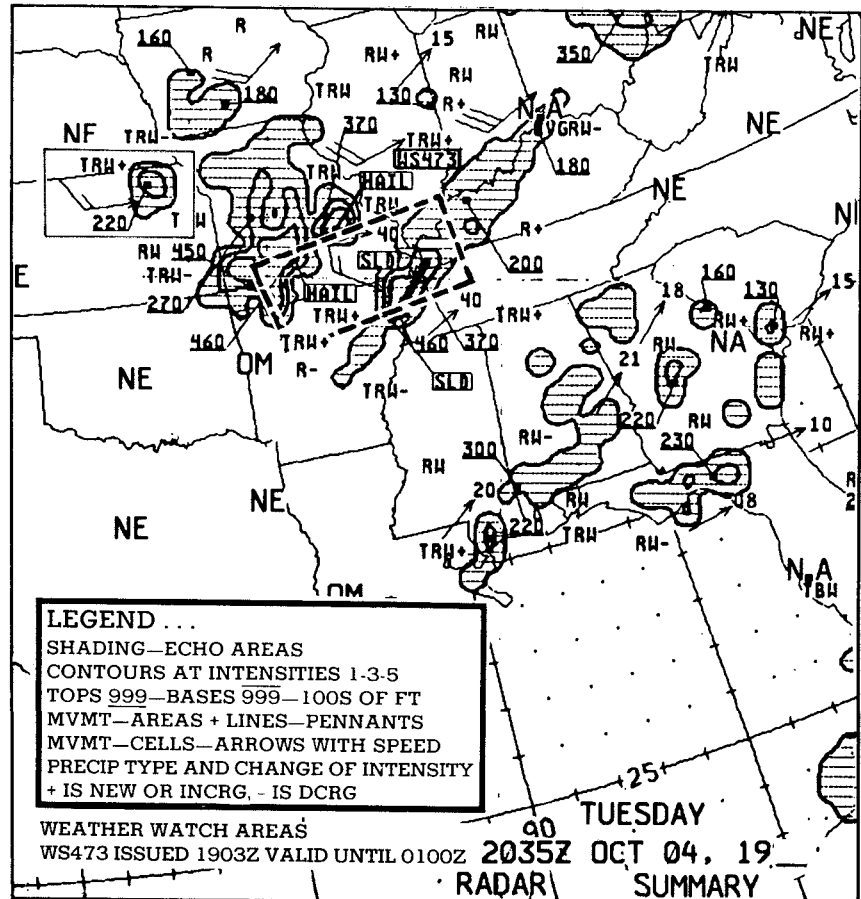 160
R
R
15
RW
RW+
350
NE
TRW
RW
180
TRW
130
R+
N A
VGRW-
NE
NF
TRW-
370
TRW+
180
WS473
TRW+
TRW
HAIL
NE
220
TRW
R+
RW
450
40
SLD
200
TRW-
270
HAIL
40
18
160
130
15
E
TRW+
TRW+
RW+
RW+
460
TRW+
460
370
RW
NA
OM
R-
21
NE
TRW-
SLD
220
RW
10
RW-
230
300
RW
NE
20
RW
08
NE
220
TRW
TRW+
RW-
N A
TBW
OM
LEGEND ...
SHADING—ECHO AREAS
CONTOURS AT INTENSITIES 1-3-5
TOPS 999—BASES 999—100S OF FT
MVMT—AREAS + LINES—PENNANTS
MVMT—CELLS—ARROWS WITH SPEED
PRECIP TYPE AND CHANGE OF INTENSITY
+ IS NEW OR INCRG, - IS DCRG
25
WEATHER WATCH AREAS
WS473 ISSUED 1903Z VALID UNTIL 0100Z
90
TUESDAY
2035Z OCT 04, 19
RADAR SUMMARY